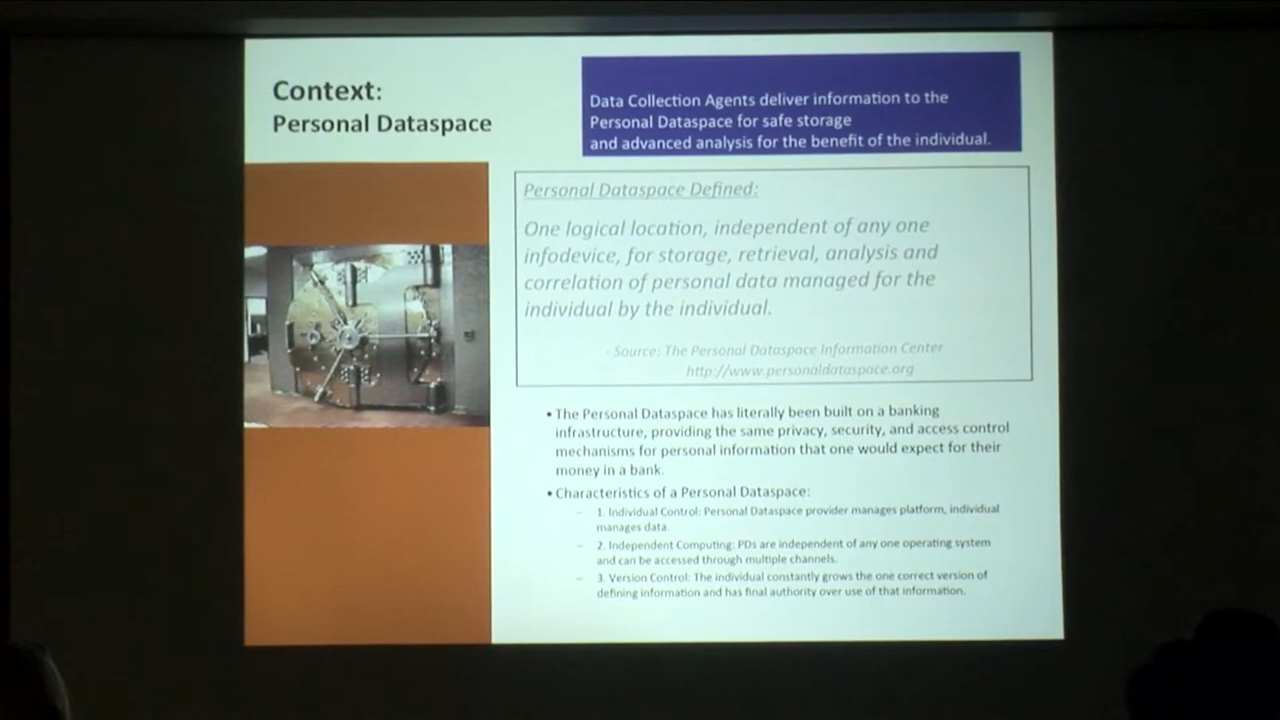 Context:
Personal Dataspace
Data Collection Agents deliver information to the
Personal Dataspace for safe storage
and advanced analysis for the benefit of the individual.
Personal Dataspace Defined:
One logical location, independent of any one
infodevice, for storage, retrieval, analysis and
correlation of personal data managed for the
individual by the individual.
- Source: The Personal Dataspace Information Center
http://www.personaldataspace.org
• The Personal Dataspace has literally been built on a banking
infrastructure, providing the same privacy, security, and access control
mechanisms for personal information that one would expect for their
money in a bank.
• Characteristics of a Personal Dataspace:
– 1. Individual Control: Personal Dataspace provider manages platform, individual
manages data.
– 2. Independent Computing: PDs are independent of any one operating system
and can be accessed through multiple channels.
– 3. Version Control: The individual constantly grows the one correct version of
defining information and has final authority over use of that information.